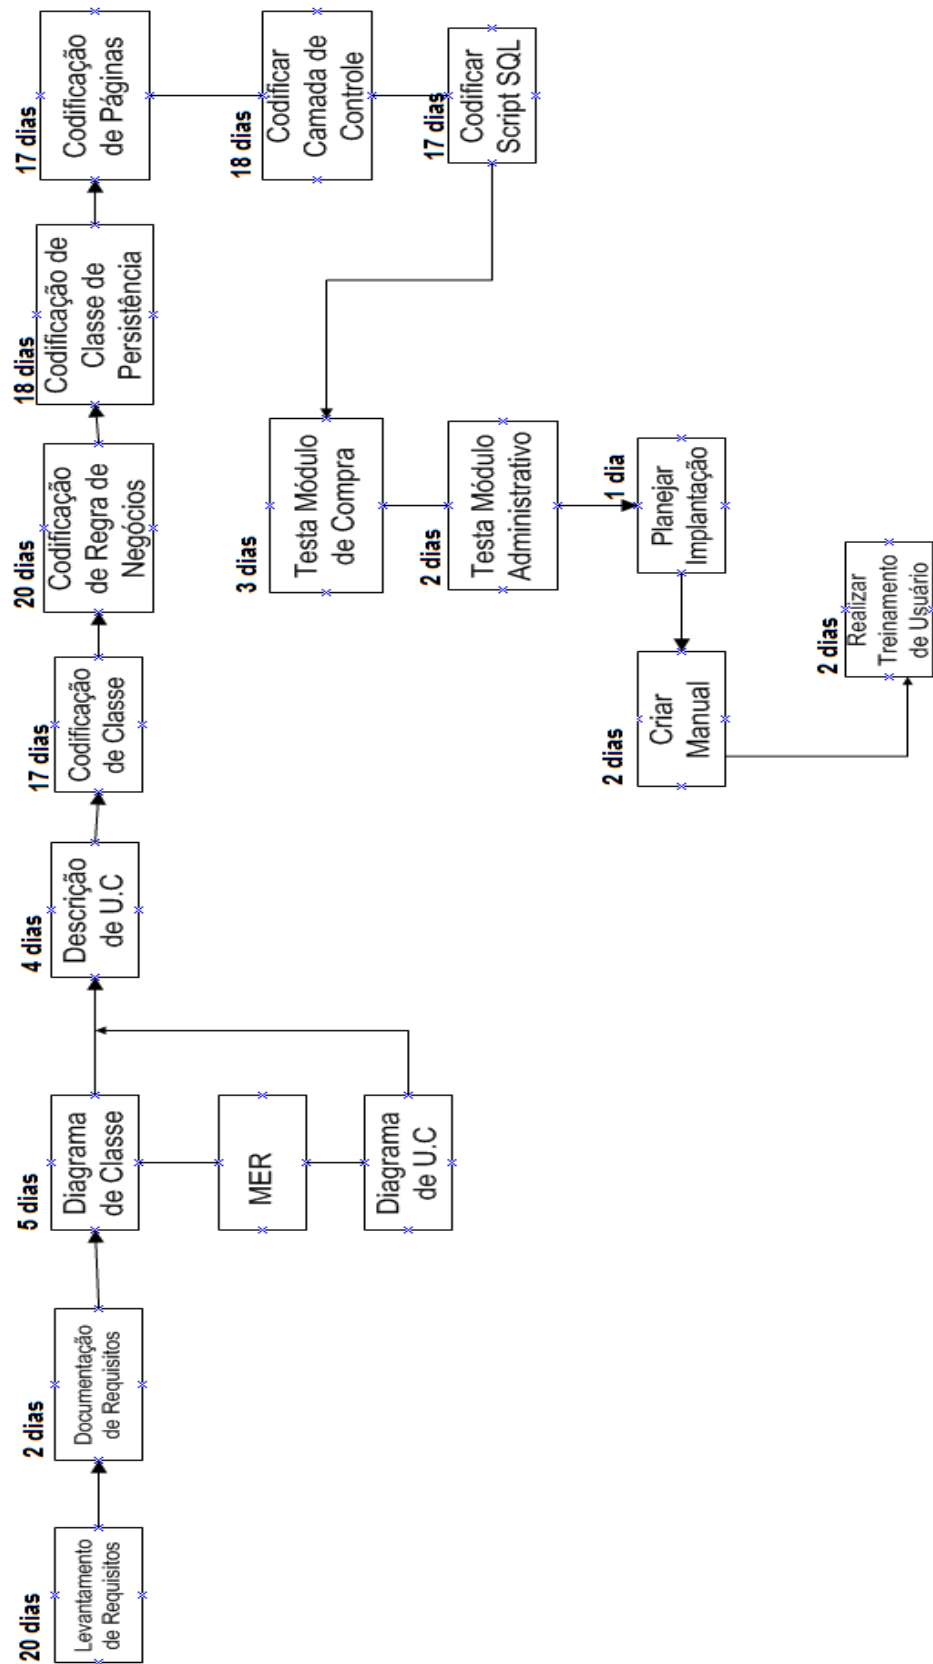 20 dias
Levantamento
de Requisitos
2 dias
Documentação
de Requisitos
5 dias
Diagrama
de Classe
MER
Diagrama
de U.C
4 dias
Descrição
de U.C
17 dias
Codificação
de Classe
20 dias
Codificação
de Regra de
Negócios
18 dias
Codificação de
Classe de
Persistência
17 dias
Codificação
de Páginas
18 dias
Codificar
Camada de
Controle
17 dias
Codificar
Script SQL
3 dias
Testa Módulo
de Compra
2 dias
Testa Módulo
Administrativo
1 dia
Planejar
Implantação
2 dias
Criar
Manual
2 dias
Realizar
Treinamento
de Usuário